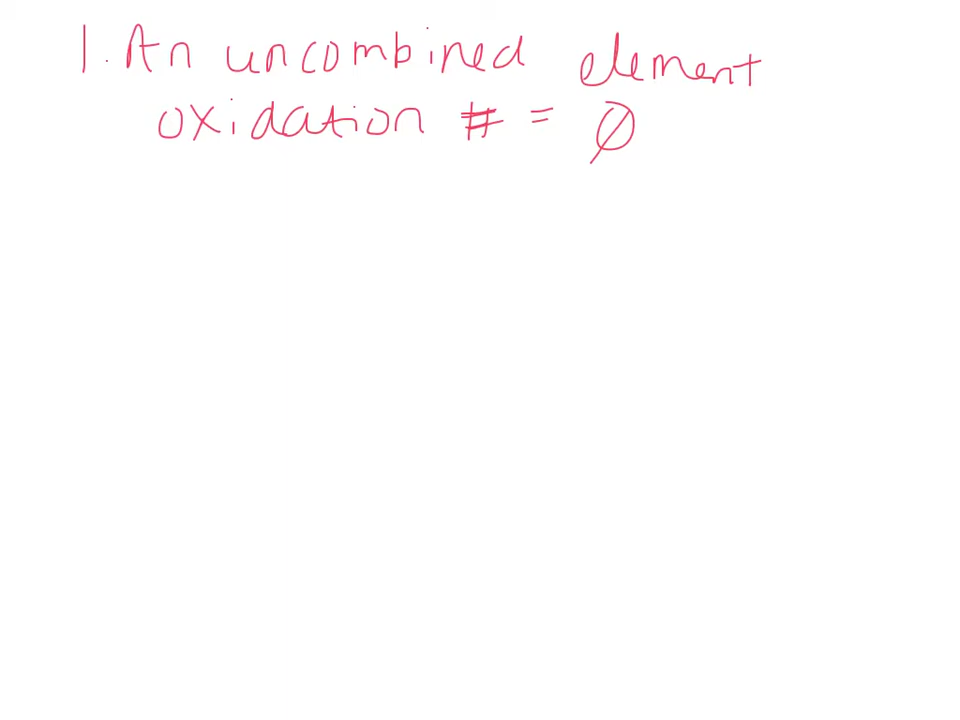 1. An uncombined element
oxidation # = Ø